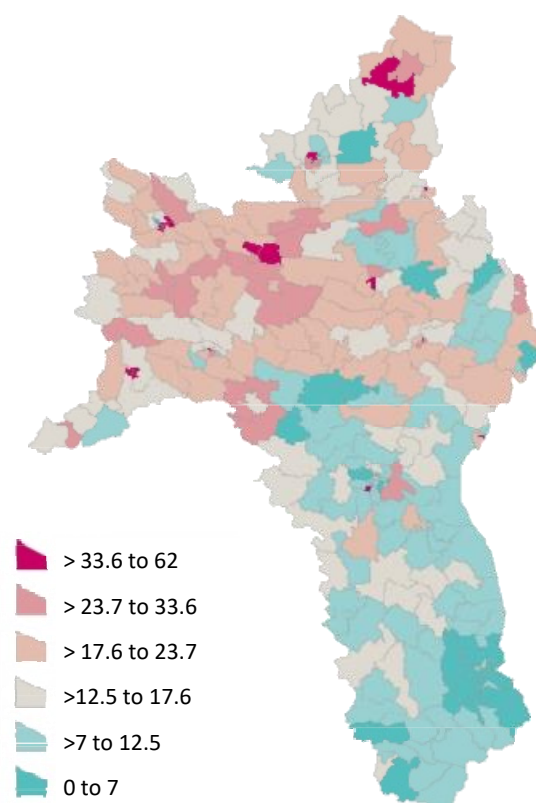 > 33.6 to 62
> 23.7 to 33.6
> 17.6 to 23.7
>12.5 to 17.6
>7 to 12.5
0 to 7